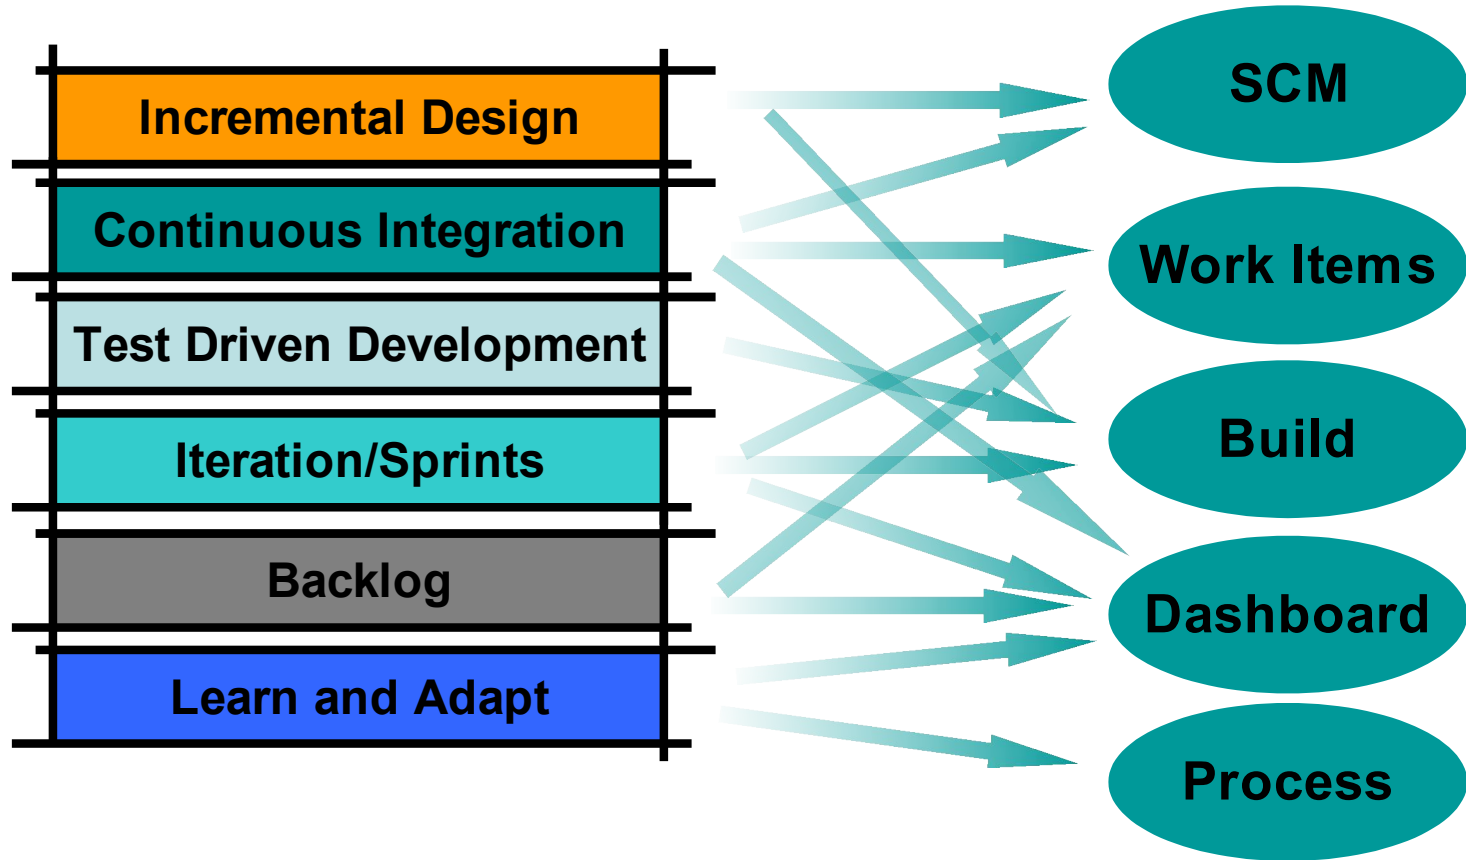 Incremental Design
Continuous Integration
Test Driven Development
Iteration/Sprints
Backlog
Learn and Adapt
SCM
Work Items
Build
Dashboard
Process